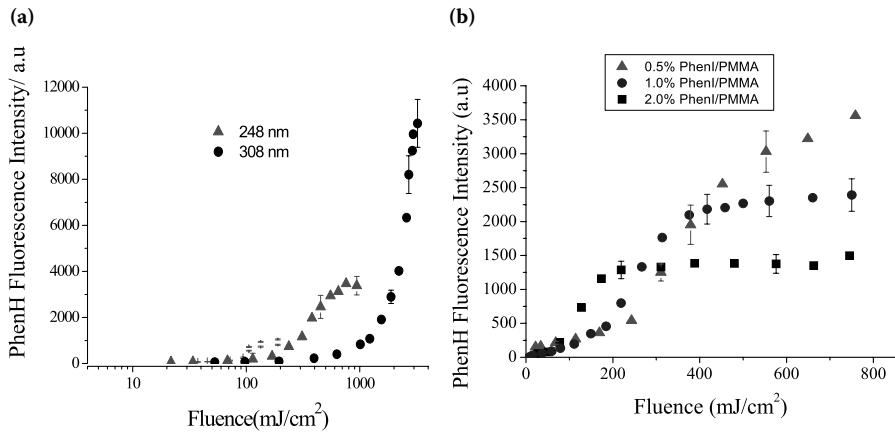 (a)
PhenH Fluorescence Intensity/ a.u
12000
10000
8000
6000
4000
2000
0
248 nm
308 nm
10
100
1000
Fluence(mJ/cm²)
(b)
PhenH Fluorescence Intensity (a.u)
0.5% PhenI/PMMA
1.0% PhenI/PMMA
2.0% PhenI/PMMA
4000
3500
3000
2500
2000
1500
1000
500
0
0
200
400
600
800
Fluence (mJ/cm²)